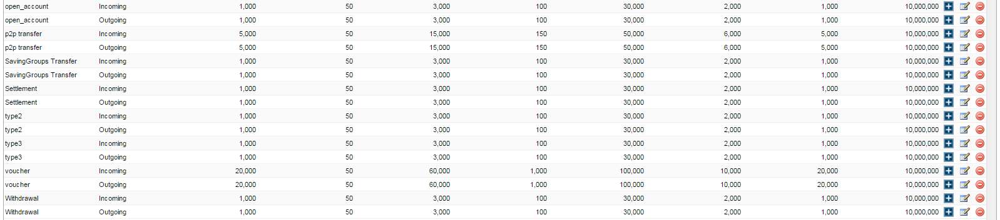 open_account Incoming 1,000 50 3,000 100 30,000 2,000 1,000 10,000,000
open_account Outgoing 1,000 50 3,000 100 30,000 2,000 1,000 10,000,000
p2p transfer Incoming 5,000 50 15,000 150 50,000 6,000 5,000 10,000,000
p2p transfer Outgoing 5,000 50 15,000 150 50,000 6,000 5,000 10,000,000
SavingGroups Transfer Incoming 1,000 50 3,000 100 30,000 2,000 1,000 10,000,000
SavingGroups Transfer Outgoing 1,000 50 3,000 100 30,000 2,000 1,000 10,000,000
Settlement Incoming 1,000 50 3,000 100 30,000 2,000 1,000 10,000,000
Settlement Outgoing 1,000 50 3,000 100 30,000 2,000 1,000 10,000,000
type2 Incoming 1,000 50 3,000 100 30,000 2,000 1,000 10,000,000
type2 Outgoing 1,000 50 3,000 100 30,000 2,000 1,000 10,000,000
type3 Incoming 1,000 50 3,000 100 30,000 2,000 1,000 10,000,000
type3 Outgoing 1,000 50 3,000 100 30,000 2,000 1,000 10,000,000
voucher Incoming 20,000 50 60,000 1,000 100,000 10,000 20,000 10,000,000
voucher Outgoing 20,000 50 60,000 1,000 100,000 10,000 20,000 10,000,000
Withdrawal Incoming 1,000 50 3,000 100 30,000 2,000 1,000 10,000,000
Withdrawal Outgoing 1,000 50 3,000 100 30,000 2,000 1,000 10,000,000